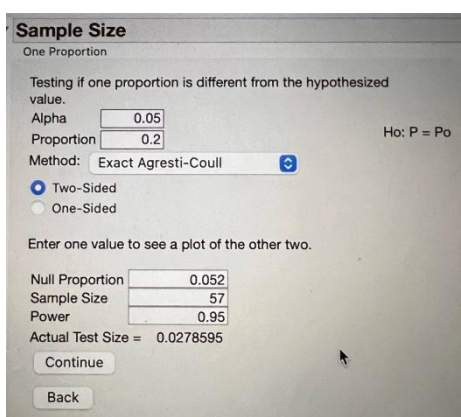 Sample Size
One Proportion
Testing if one proportion is different from the hypothesized
value.
Alpha 0.05
Proportion 0.2
Ho: P = Po
Method: Exact Agresti-Coull
Two-Sided
One-Sided
Enter one value to see a plot of the other two.
Null Proportion 0.052
Sample Size 57
Power 0.95
Actual Test Size = 0.0278595
Continue
Back